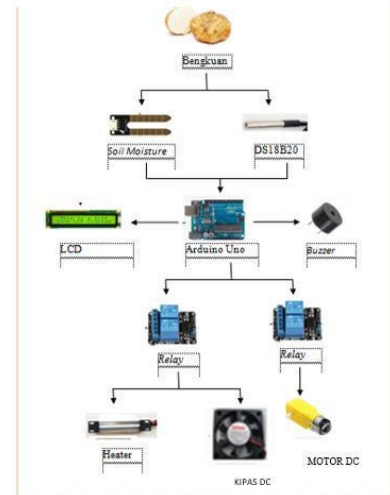 Bengkuan
Soil Moisture
DS18B20
LCD
Arduino Uno
Buzzer
Relay
Relay
Heater
KIPAS DC
MOTOR DC